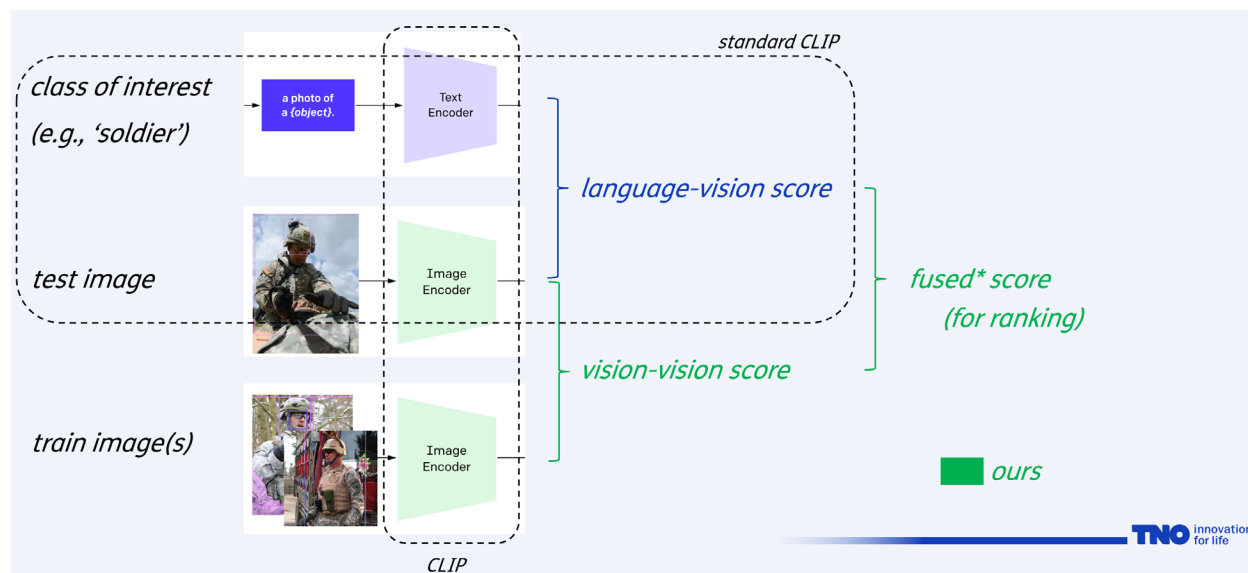 standard CLIP
class of interest
(e.g., ‘soldier’)
a photo of
a {object}.
Text
Encoder
language-vision score
test image
Image
Encoder
fused* score
(for ranking)
vision-vision score
train image(s)
Image
Encoder
ours
CLIP
TNO innovation
for life